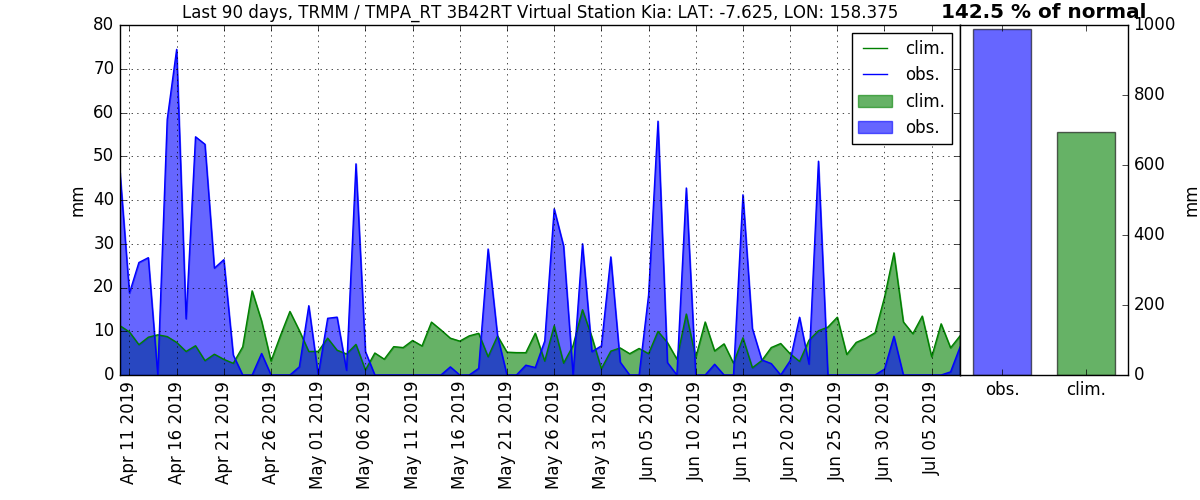 Last 90 days, TRMM / TMPA_RT 3B42RT Virtual Station Kia: LAT: -7.625, LON: 158.375
142.5 % of normal
80
70
60
50
40
30
20
10
0
mm
clim.
obs.
clim.
obs.
Apr 11 2019
Apr 16 2019
Apr 21 2019
Apr 26 2019
May 01 2019
May 06 2019
May 11 2019
May 16 2019
May 21 2019
May 26 2019
May 31 2019
Jun 05 2019
Jun 10 2019
Jun 15 2019
Jun 20 2019
Jun 25 2019
Jun 30 2019
Jul 05 2019
1000
800
600
400
200
0
mm
obs.
clim.